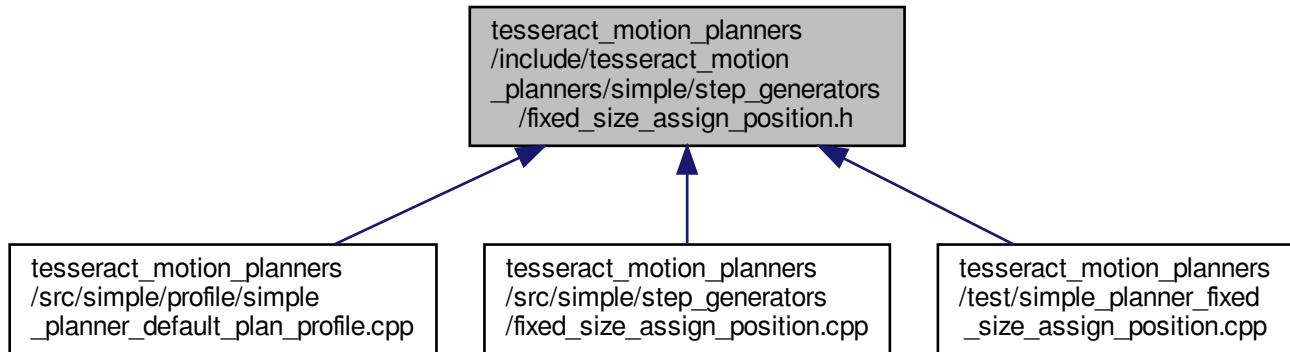 tesseract_motion_planners
/include/tesseract_motion
_planners/simple/step_generators
/fixed_size_assign_position.h
tesseract_motion_planners
/src/simple/profile/simple
_planner_default_plan_profile.cpp
tesseract_motion_planners
/src/simple/step_generators
/fixed_size_assign_position.cpp
tesseract_motion_planners
/test/simple_planner_fixed
_size_assign_position.cpp